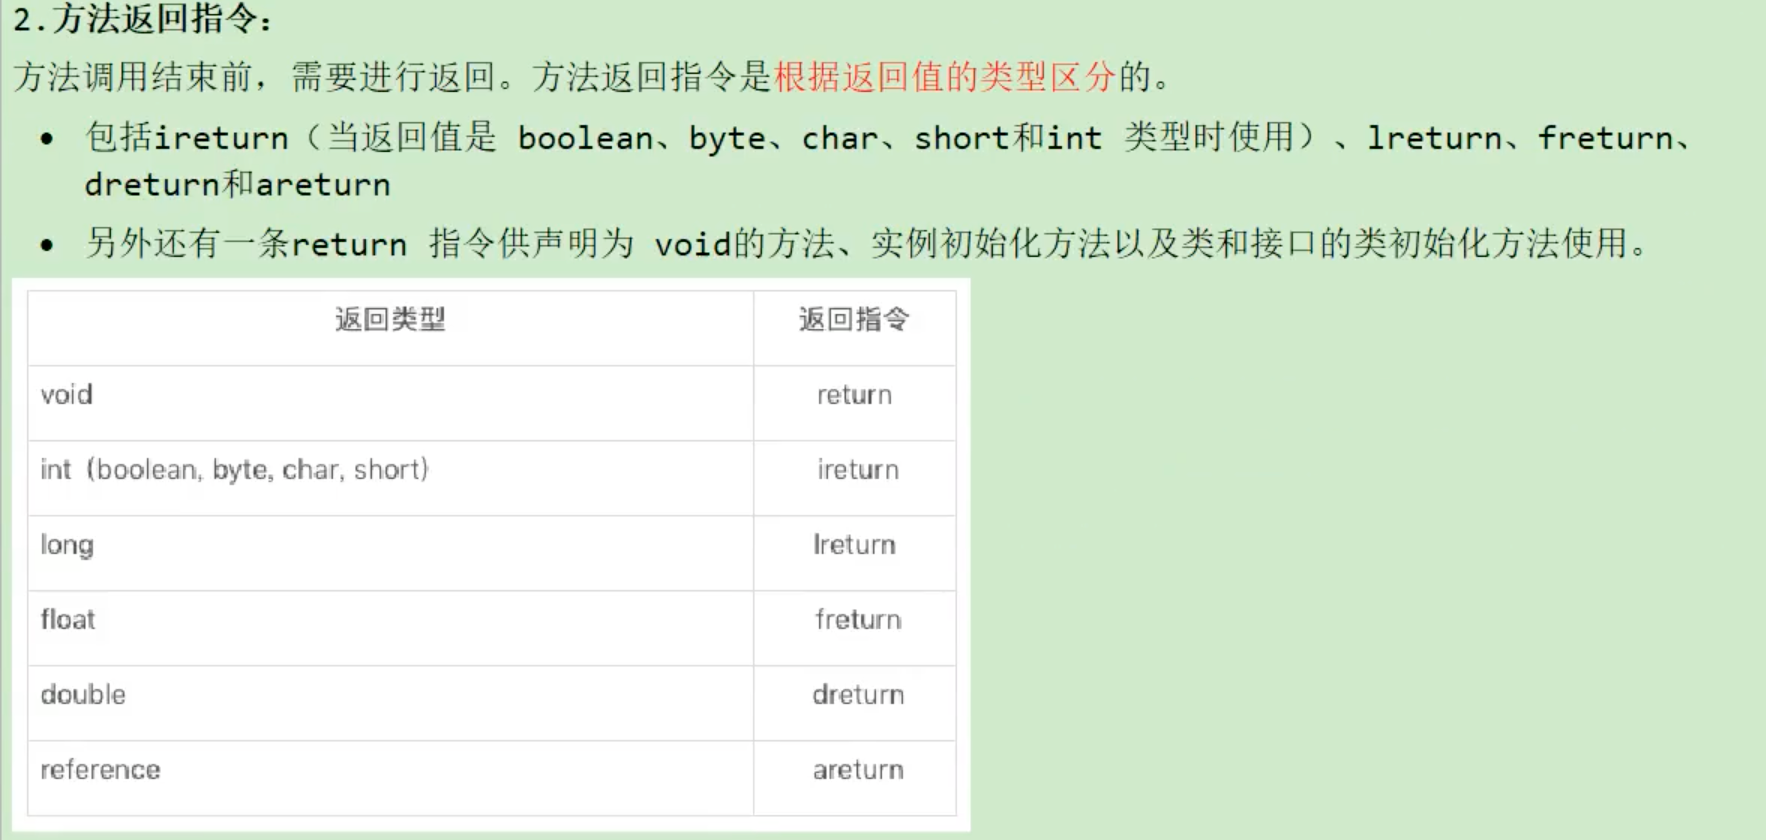 2.方法返回指令：
方法调用结束前，需要进行返回。方法返回指令是根据返回值的类型区分的。
• 包括ireturn（当返回值是 boolean、byte、char、short和int 类型时使用）、lreturn、freturn、
dreturn和areturn
• 另外还有一条return 指令供声明为 void的方法、实例初始化方法以及类和接口的类初始化方法使用。
返回类型 返回指令
void return
int（boolean, byte, char, short) ireturn
long lreturn
float freturn
double dreturn
reference areturn